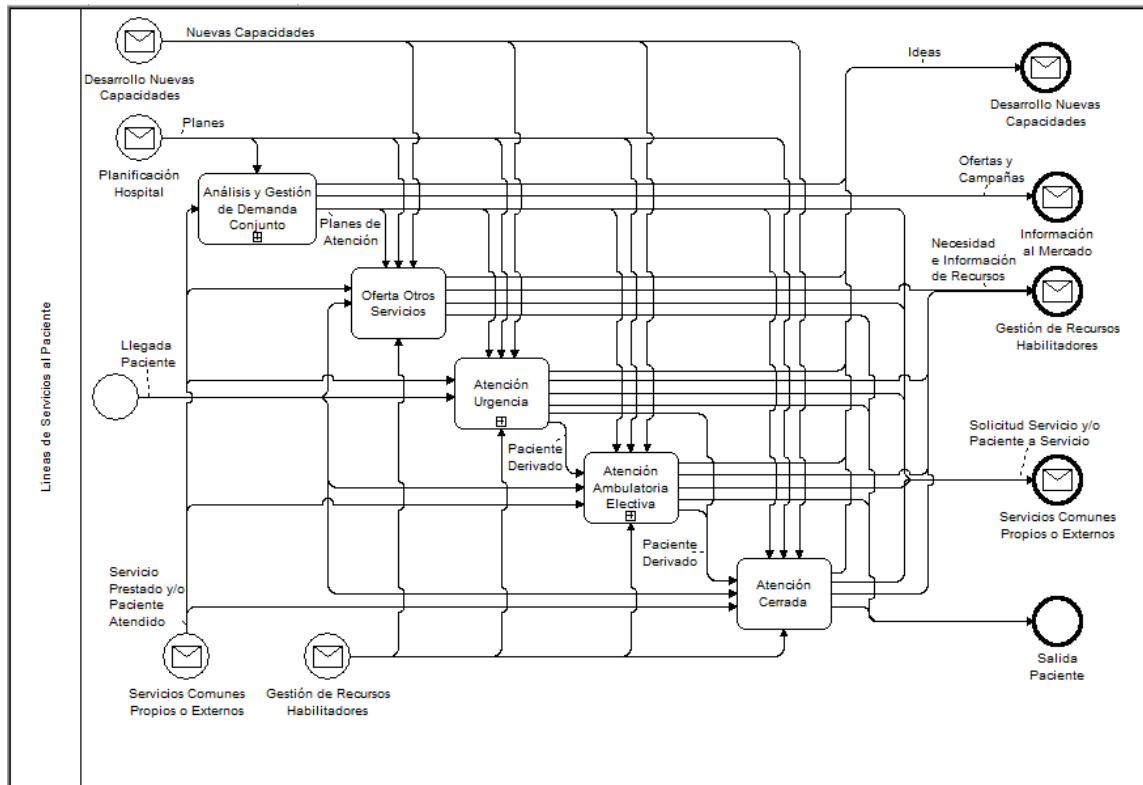 Líneas de Servicios al Paciente
Nuevas Capacidades
Desarrollo Nuevas
Capacidades
Planes
Planificación
Hospital
Análisis y Gestión
de Demanda
Conjunto
Planes de
Atención
Oferta Otros
Servicios
Llegada
Paciente
Atención
Urgencia
Paciente
Derivado
Atención
Ambulatoria
Electiva
Paciente
Derivado
Atención
Cerrada
Servicio
Prestado y/o
Paciente
Atendido
Servicios Comunes
Propios o Externos
Gestión de Recursos
Habilitadores
Ideas
Desarrollo Nuevas
Capacidades
Ofertas y
Campañas
Información
al Mercado
Necesidad
e Información
de Recursos
Gestión de Recursos
Habilitadores
Solicitud Servicio y/o
Paciente a Servicio
Servicios Comunes
Propios o Externos
Salida
Paciente